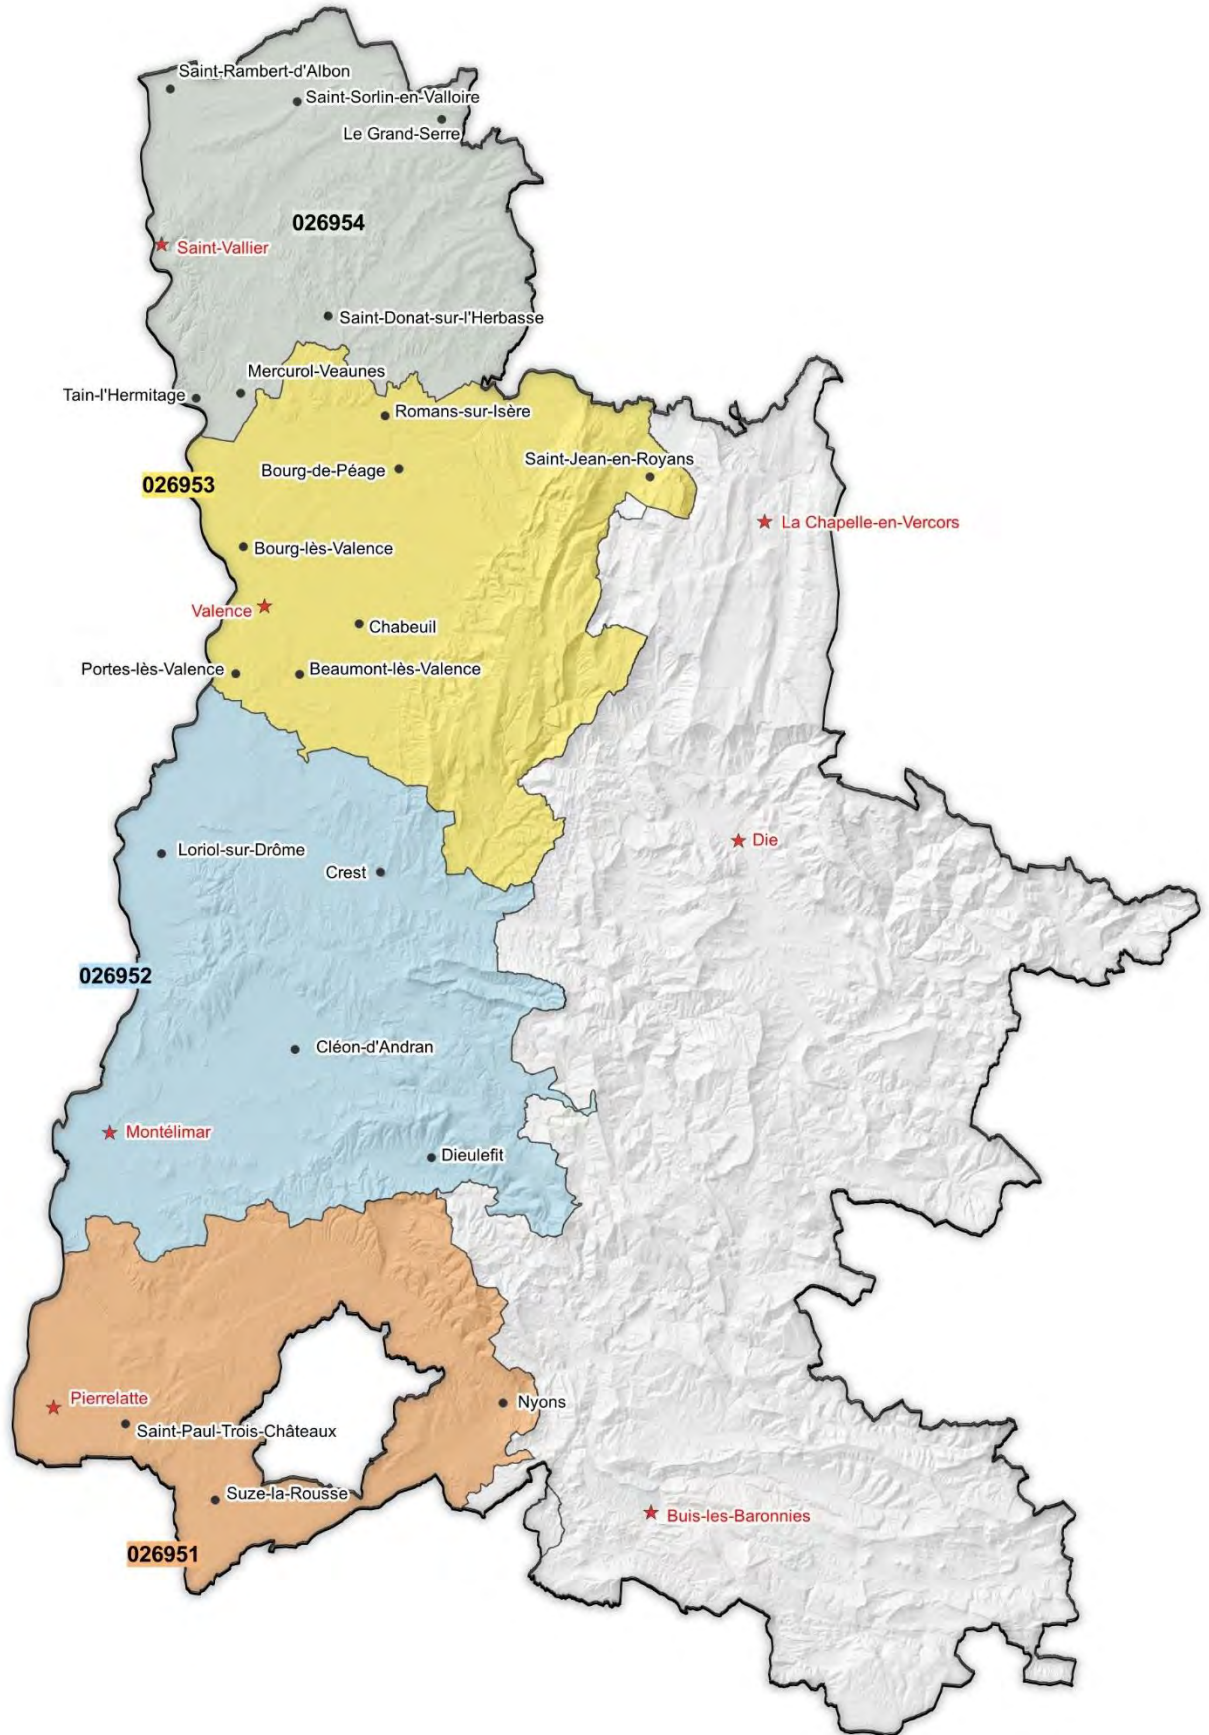 Saint-Rambert-d'Albon
Saint-Sorlin-en-Valloire
Le Grand-Serre
026954
Saint-Vallier
Saint-Donat-sur-l'Herbasse
Mercurol-Veaunes
Tain-l'Hermitage
Romans-sur-Isère
Saint-Jean-en-Royans
Bourg-de-Péage
026953
La Chapelle-en-Vercors
Bourg-lès-Valence
Valence
Chabeuil
Portes-lès-Valence
Beaumont-lès-Valence
Die
Loriol-sur-Drôme
Crest
026952
Cléon-d'Andran
Montélimar
Dieulefit
Pierrelatte
Nyons
Saint-Paul-Trois-Châteaux
Suze-la-Rousse
Buis-les-Baronnies
026951